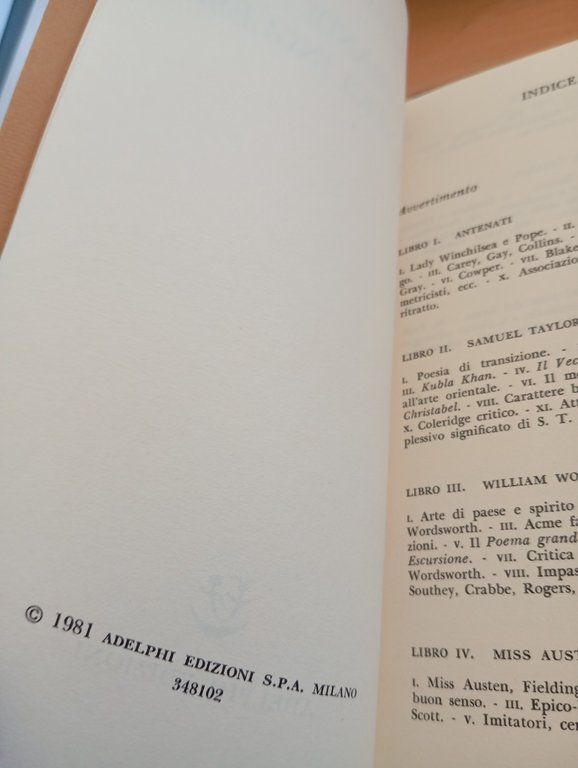 © 1981 ADELPHI EDIZIONI S.P.A. MILANO
348102
INDICE
Avvertimento
LIBRO I. ANTENATI
I. Lady Winchilsea e Pope. - II.
go. - III. Carey, Gay, Collins. -
Gray. - VI. Cowper. - VII. Blake
metricisti, ecc. - X. Associazio
ritratto.
LIBRO II. SAMUEL TAYLOR
I. Poesia di transizione. -
III. Kubla Khan. - IV. Il Vec
all'arte orientale. - VI. Il m
Christabel. - VIII. Carattere b
X. Coleridge critico. - XI. At
plessivo significato di S. T.
LIBRO III. WILLIAM WO
I. Arte di paese e spirito
Wordsworth. - III. Acme fa
zioni. - V. Il Poema grand
Escursione. - VII. Critica
Wordsworth. - VIII. Impas
Southey, Crabbe, Rogers,
LIBRO IV. MISS AUST
I. Miss Austen, Fielding
buon senso. - III. Epico-
Scott. - V. Imitatori, cer